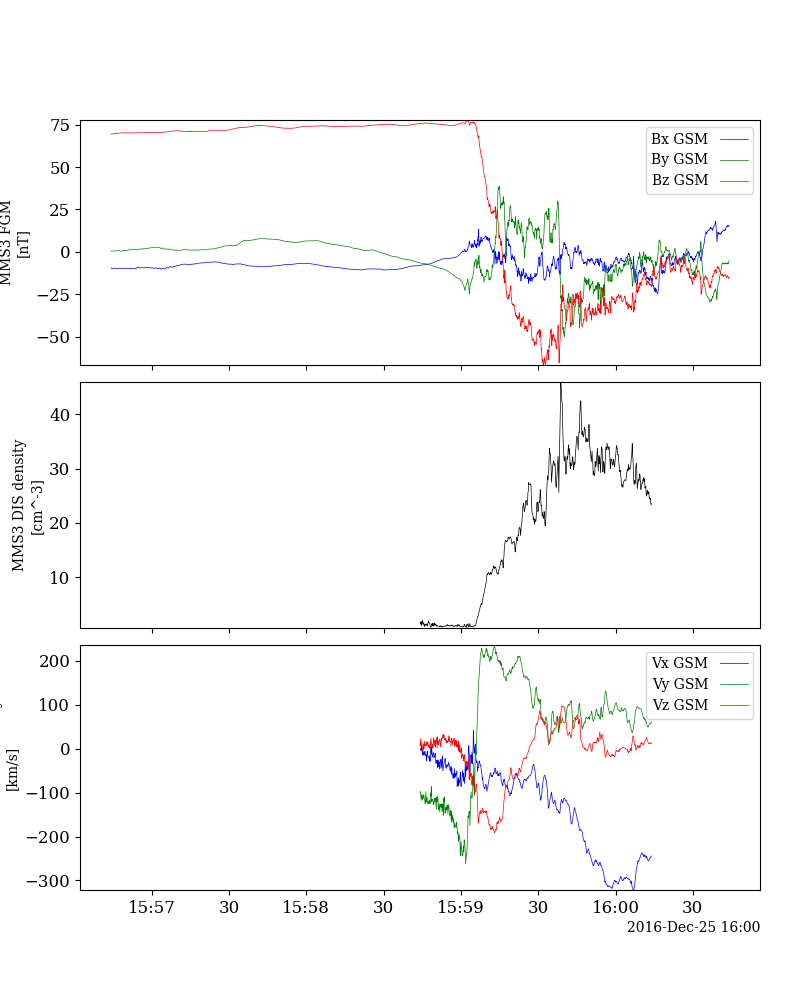 75
50
25
0
−25
−50
MMS3 FGM
[nT]
Bx GSM
By GSM
Bz GSM
40
30
20
10
MMS3 DIS density
[cm^-3]
200
100
0
−100
−200
−300
[km/s]
Vx GSM
Vy GSM
Vz GSM
15:57 30 15:58 30 15:59 30 16:00 30
2016-Dec-25 16:00